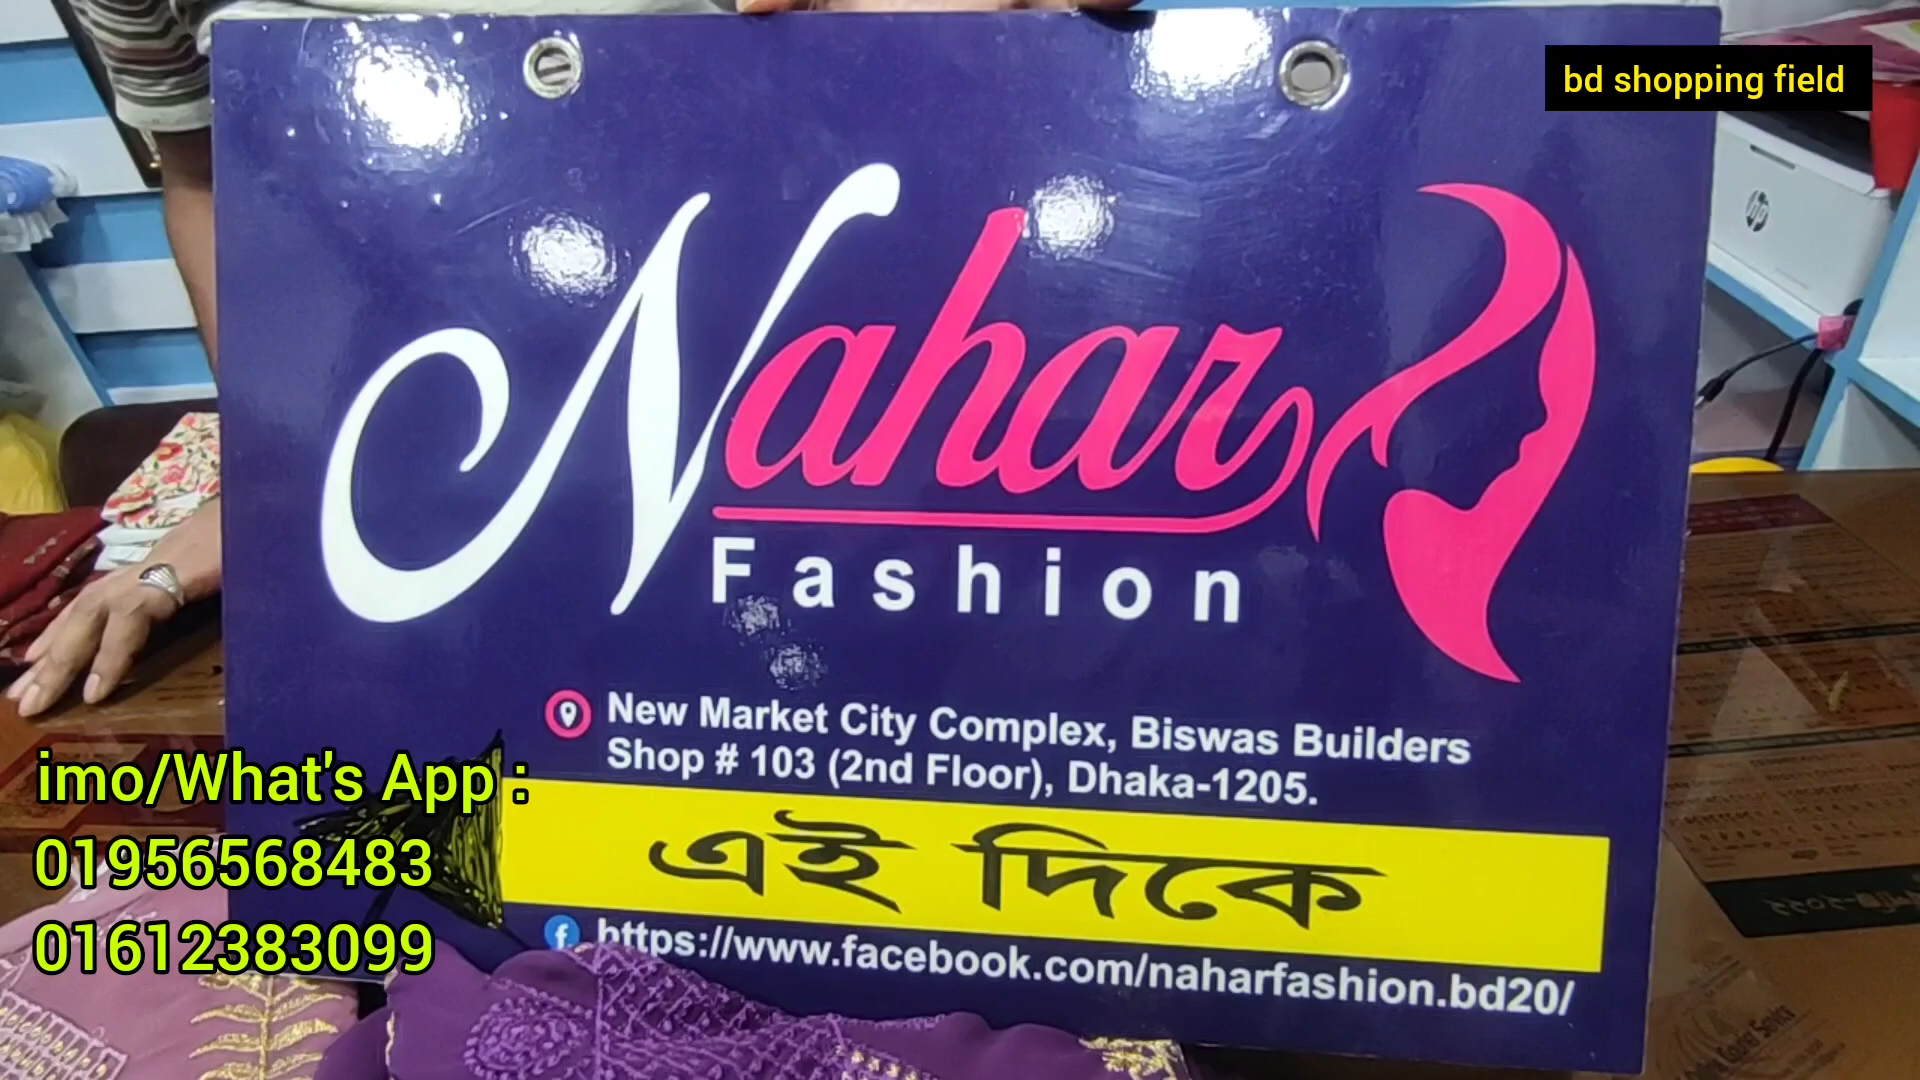 bd shopping field
hp
Nahar
Fashion
New Market City Complex, Biswas Builders
Shop # 103 (2nd Floor), Dhaka-1205.
এই দিকে
f https://www.facebook.com/naharfashion.bd20/
imo/What's App :
01956568483
01612383099